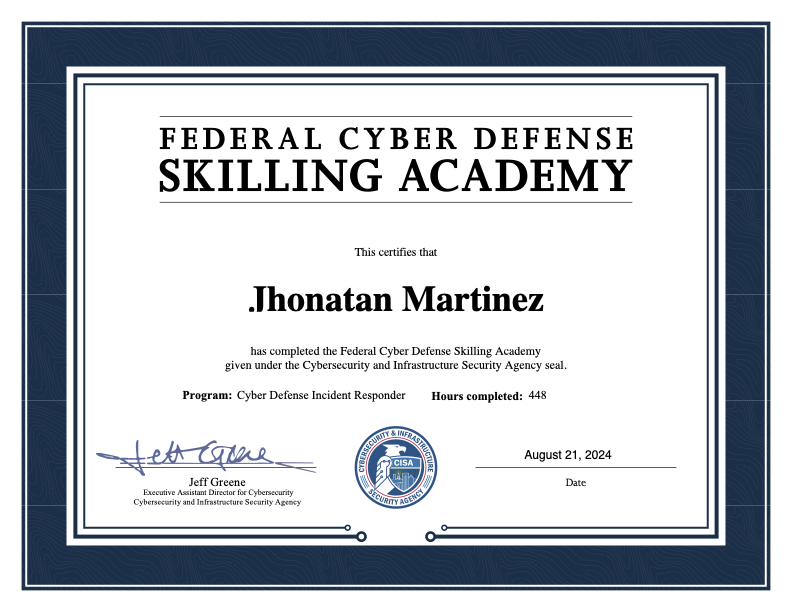 FEDERAL CYBER DEFENSE
SKILLING ACADEMY
This certifies that
Jhonatan Martinez
has completed the Federal Cyber Defense Skilling Academy
given under the Cybersecurity and Infrastructure Security Agency seal.
Program: Cyber Defense Incident Responder Hours completed: 448
Jeff Greene
Jeff Greene
Executive Assistant Director for Cybersecurity
Cybersecurity and Infrastructure Security Agency
CYBERSECURITY & INFRASTRUCTURE
CISA
SECURITY AGENCY
August 21, 2024
Date